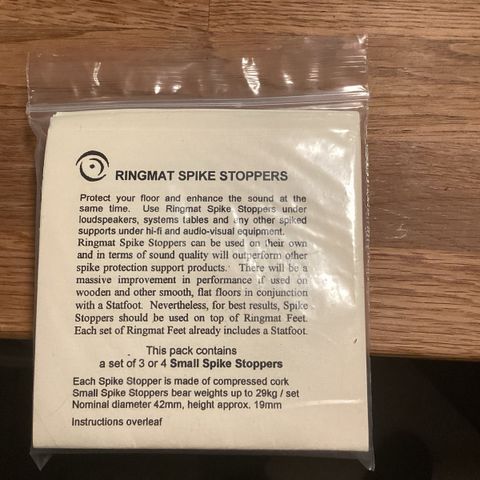 RINGMAT SPIKE STOPPERS
Protect your floor and enhance the sound at the
same time. Use Ringmat Spike Stoppers under
loudspeakers, systems tables and any other spiked
supports under hi-fi and audio-visual equipment.
Ringmat Spike Stoppers can be used on their own
and in terms of sound quality will outperform other
spike protection support products. There will be a
massive improvement in performance if used on
wooden and other smooth, flat floors in conjunction
with a Statfoot. Nevertheless, for best results, Spike
Stoppers should be used on top of Ringmat Feet.
Each set of Ringmat Feet already includes a Statfoot.
This pack contains
a set of 3 or 4 Small Spike Stoppers
Each Spike Stopper is made of compressed cork
Small Spike Stoppers bear weights up to 29kg / set
Nominal diameter 42mm, height approx. 19mm
Instructions overleaf